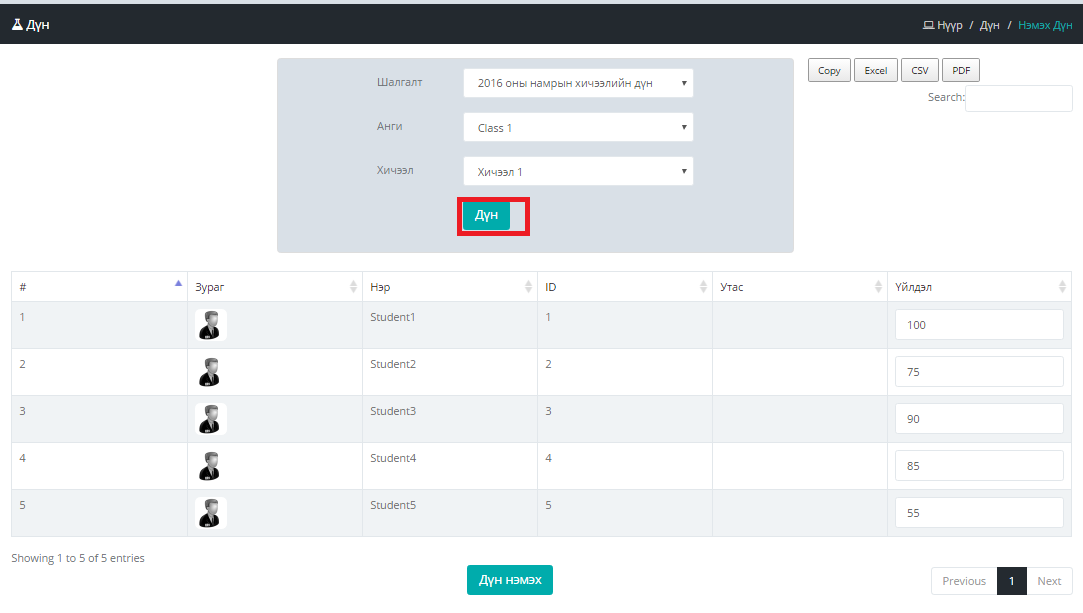 Дүн
Нүүр / Дүн / Нэмэх Дүн
Шалгалт 2016 оны намрын хичээлийн дүн
Анги Class 1
Хичээл Хичээл 1
Дүн
Copy Excel CSV PDF
Search:
# Зураг Нэр ID Утас Үйлдэл
1 Student1 1 100
2 Student2 2 75
3 Student3 3 90
4 Student4 4 85
5 Student5 5 55
Showing 1 to 5 of 5 entries
Дүн нэмэх
Previous 1 Next